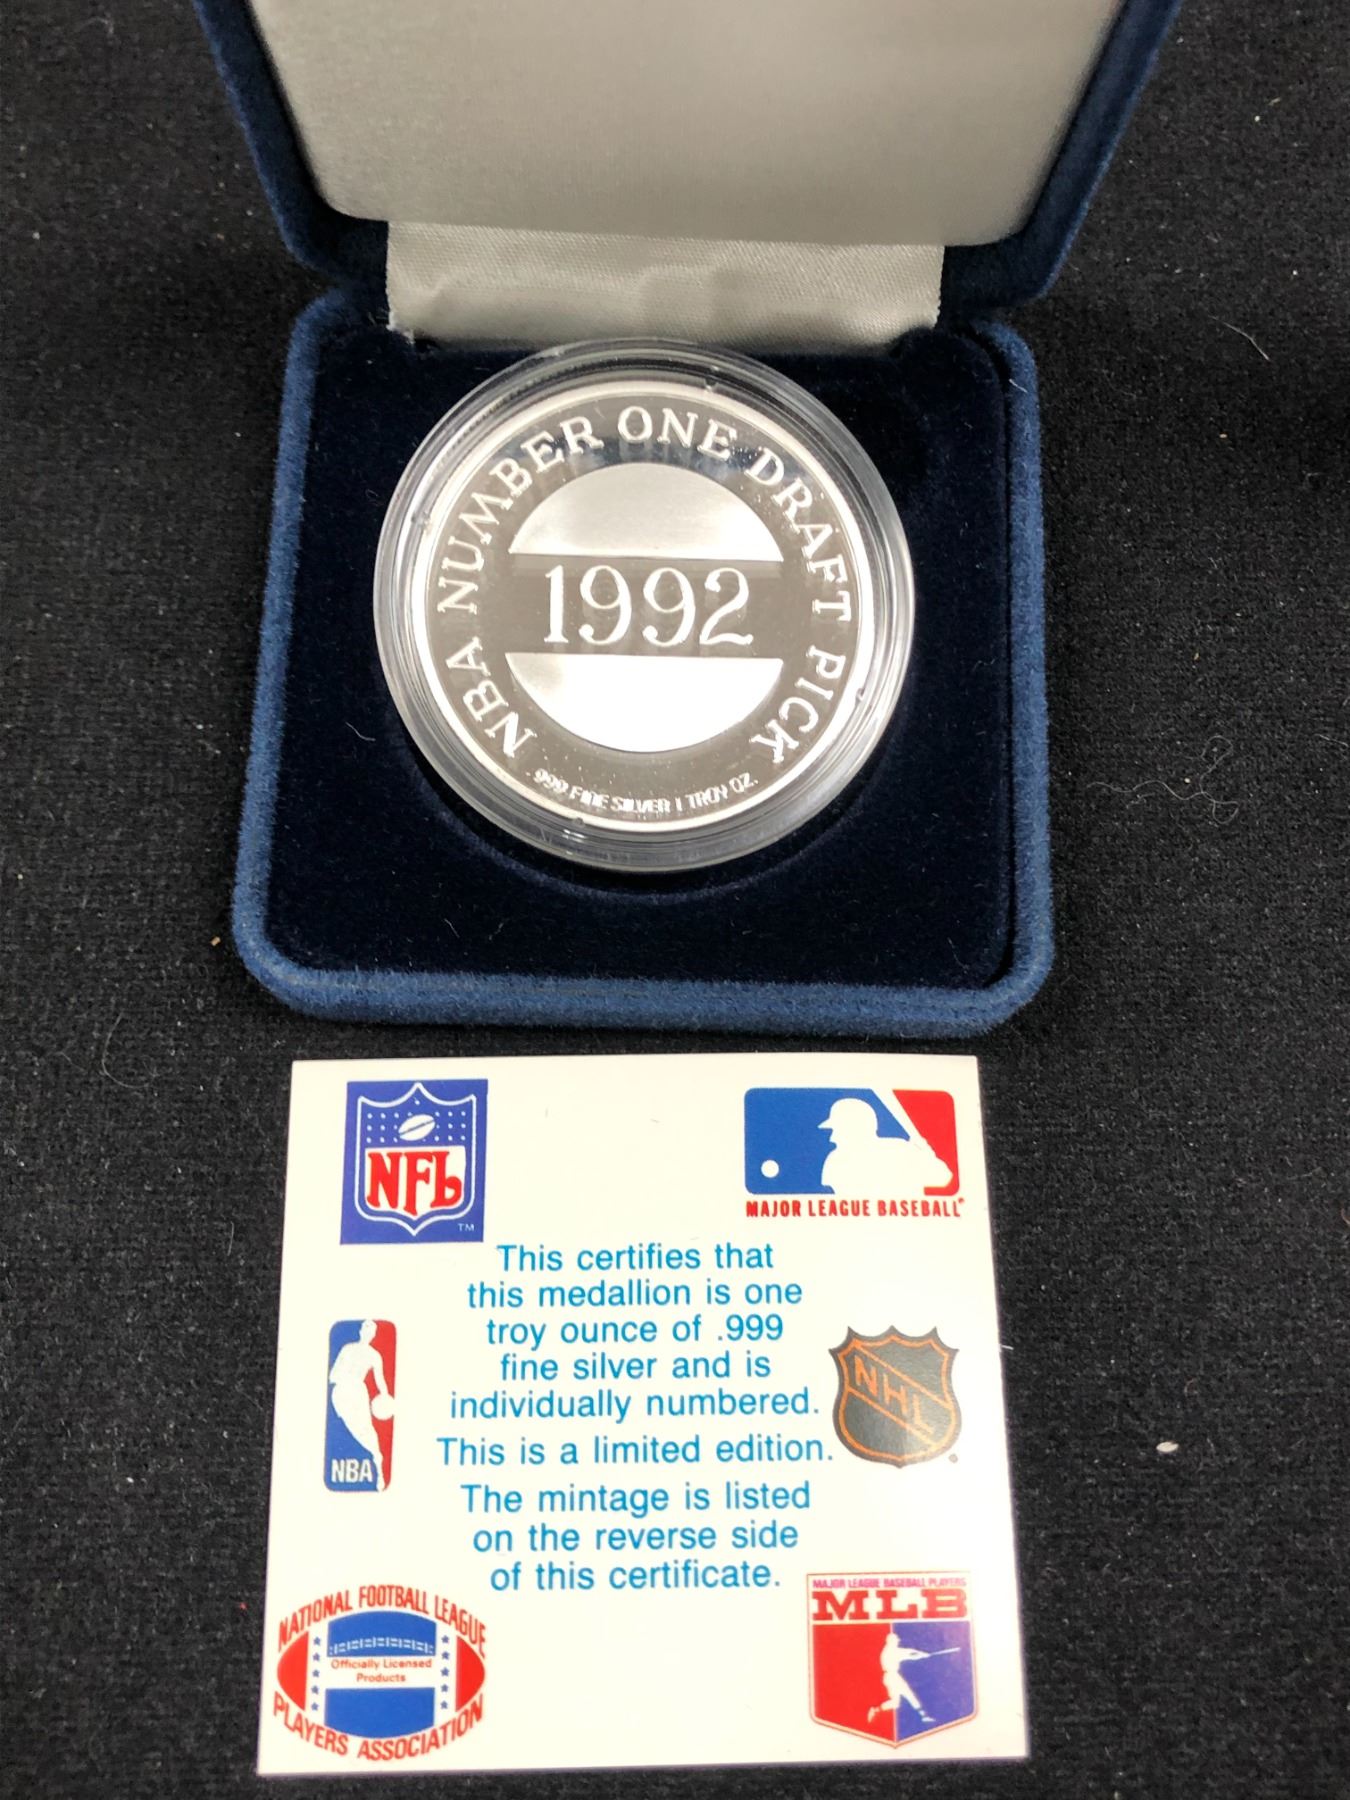 NBA NUMBER ONE DRAFT PICK
1992
.999 FINE SILVER 1 TROY OZ.
NFL
TM
MAJOR LEAGUE BASEBALL
This certifies that
this medallion is one
troy ounce of .999
fine silver and is
individually numbered.
This is a limited edition.
The mintage is listed
on the reverse side
of this certificate.
NBA
NHL
NATIONAL FOOTBALL LEAGUE
Officially Licensed
Products
PLAYERS ASSOCIATION
MAJOR LEAGUE BASEBALL PLAYERS
MLB